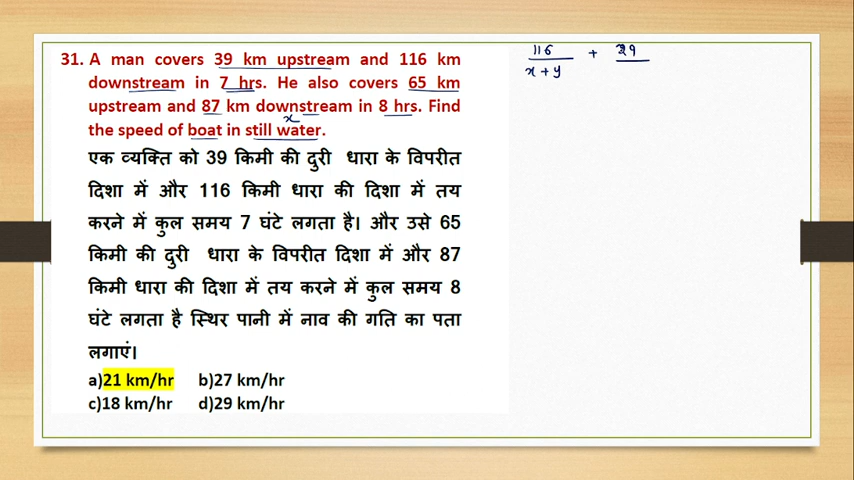 31. A man covers 39 km upstream and 116 km
downstream in 7 hrs. He also covers 65 km
upstream and 87 km downstream in 8 hrs. Find
x
the speed of boat in still water.
एक व्यक्ति को 39 किमी की दुरी धारा के विपरीत
दिशा में और 116 किमी धारा की दिशा में तय
करने में कुल समय 7 घंटे लगता है। और उसे 65
किमी की दुरी धारा के विपरीत दिशा में और 87
किमी धारा की दिशा में तय करने में कुल समय 8
घंटे लगता है स्थिर पानी में नाव की गति का पता
लगाएं।
a)21 km/hr b)27 km/hr
c)18 km/hr d)29 km/hr
116 + 39
x + y